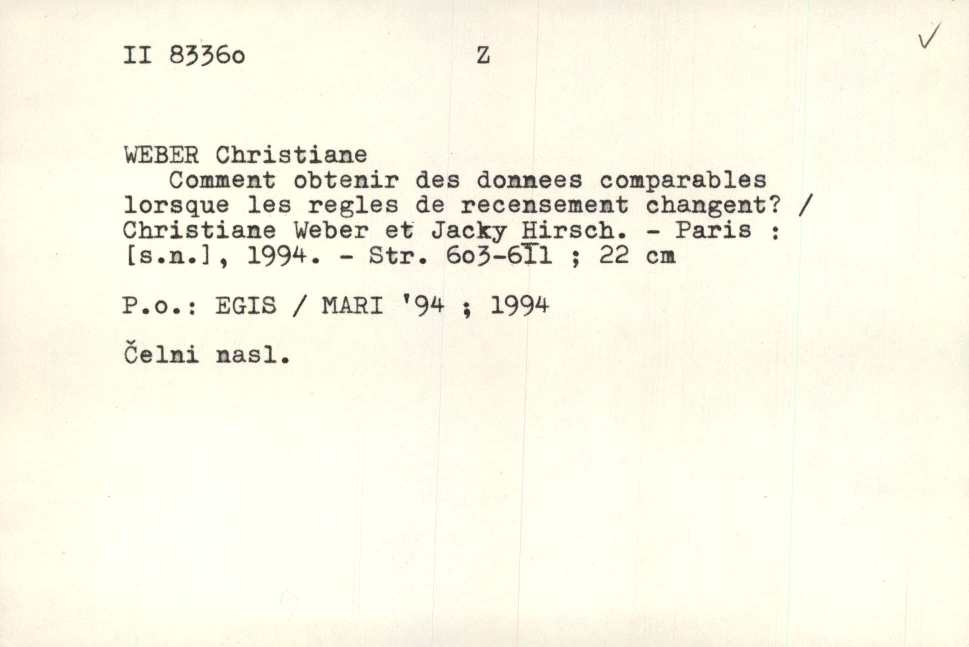 II 83360 Z
WEBER Christiane
Comment obtenir des donnees comparables
lorsque les regles de recensement changent? /
Christiane Weber et Jacky Hirsch. - Paris :
[s.n.], 1994. - Str. 603-611 ; 22 cm
P.o.: EGIS / MARI '94 ; 1994
Čelni nasl.